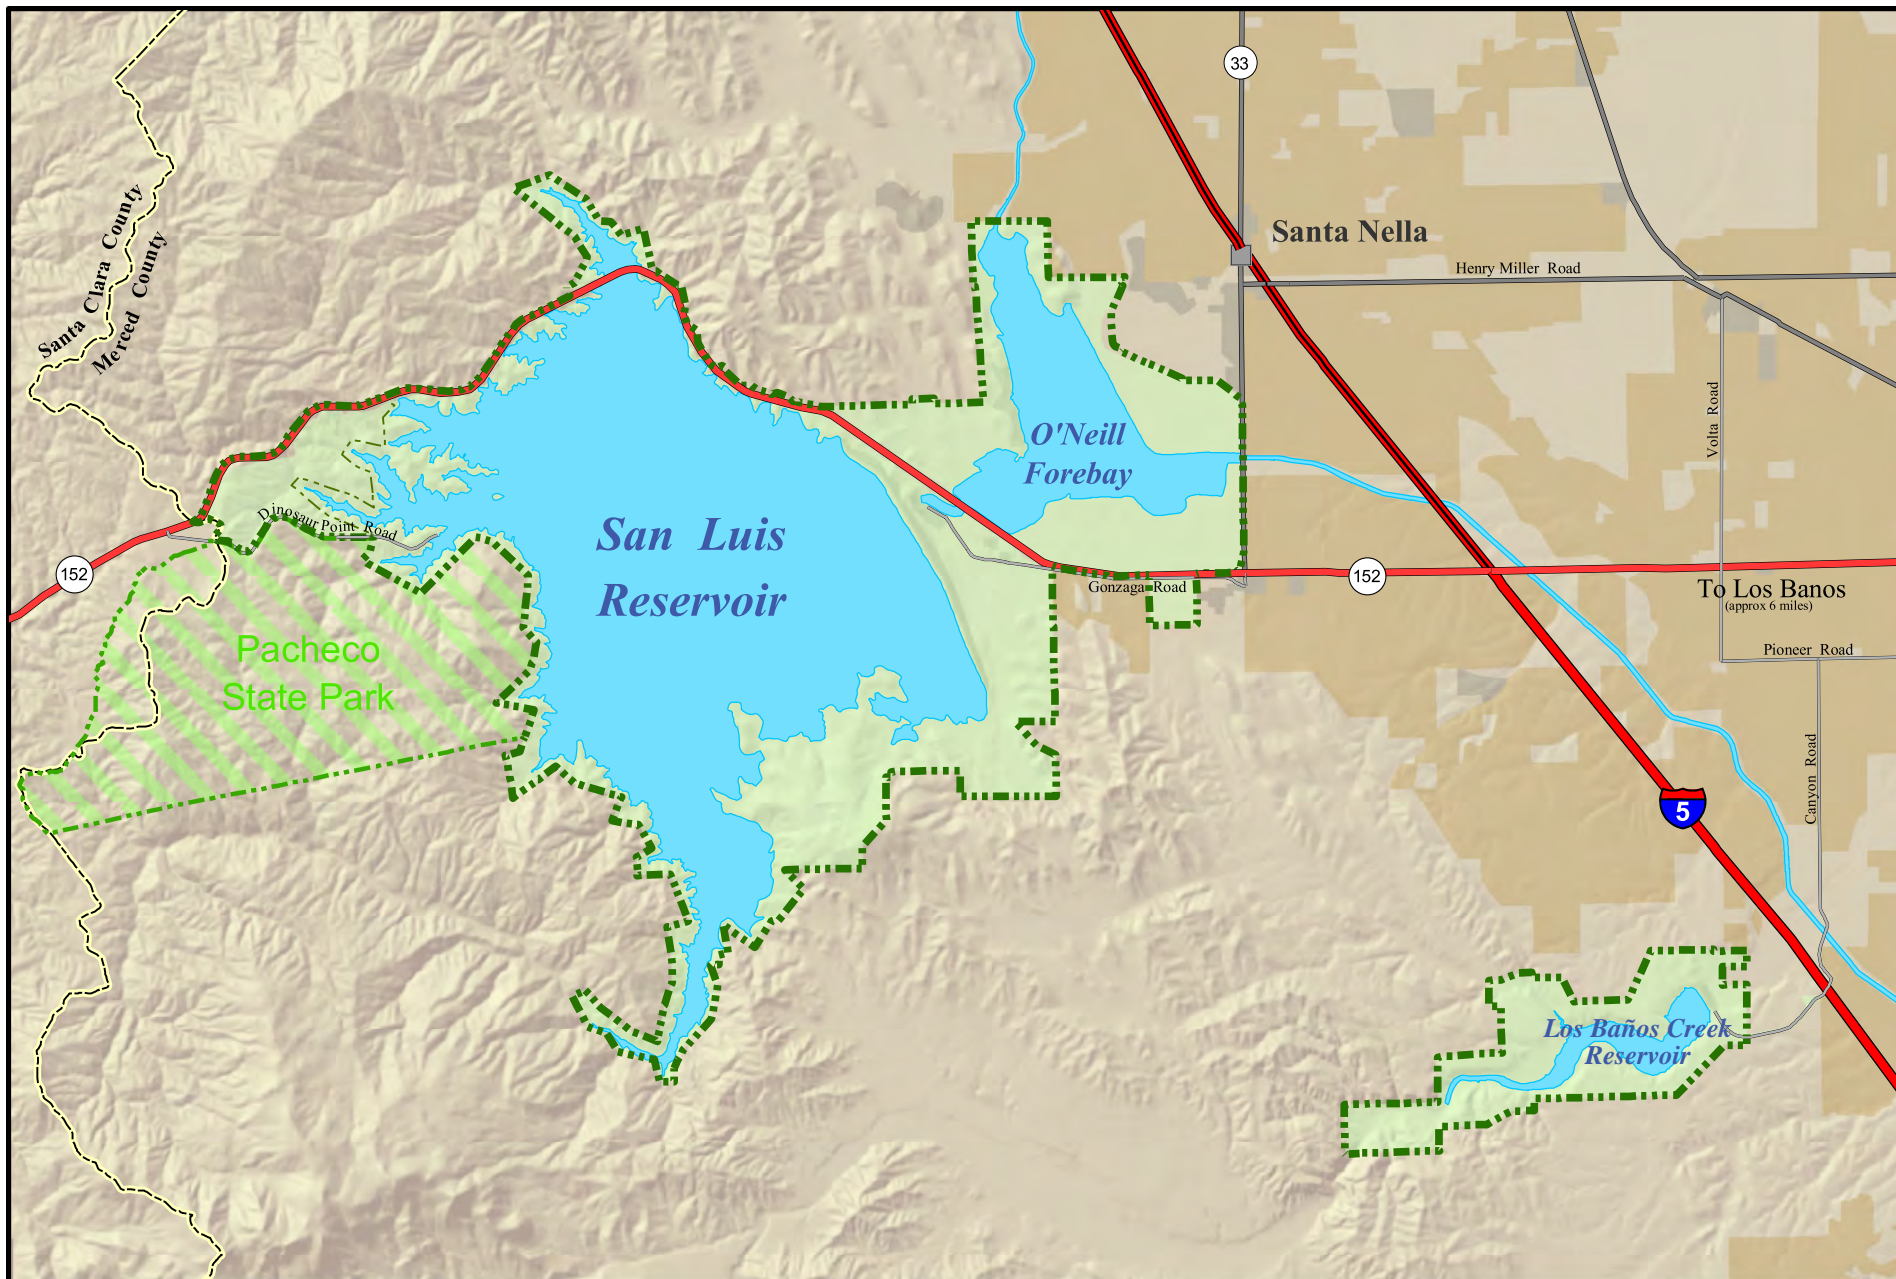 33
Santa Nella
Henry Miller Road
Santa Clara County
Merced County
Volta Road
O'Neill
Forebay
San Luis
Reservoir
Dinosaur Point Road
152
152
Gonzaga Road
To Los Banos
(approx 6 miles)
Pioneer Road
Pacheco
State Park
Canyon Road
5
Los Baños Creek
Reservoir